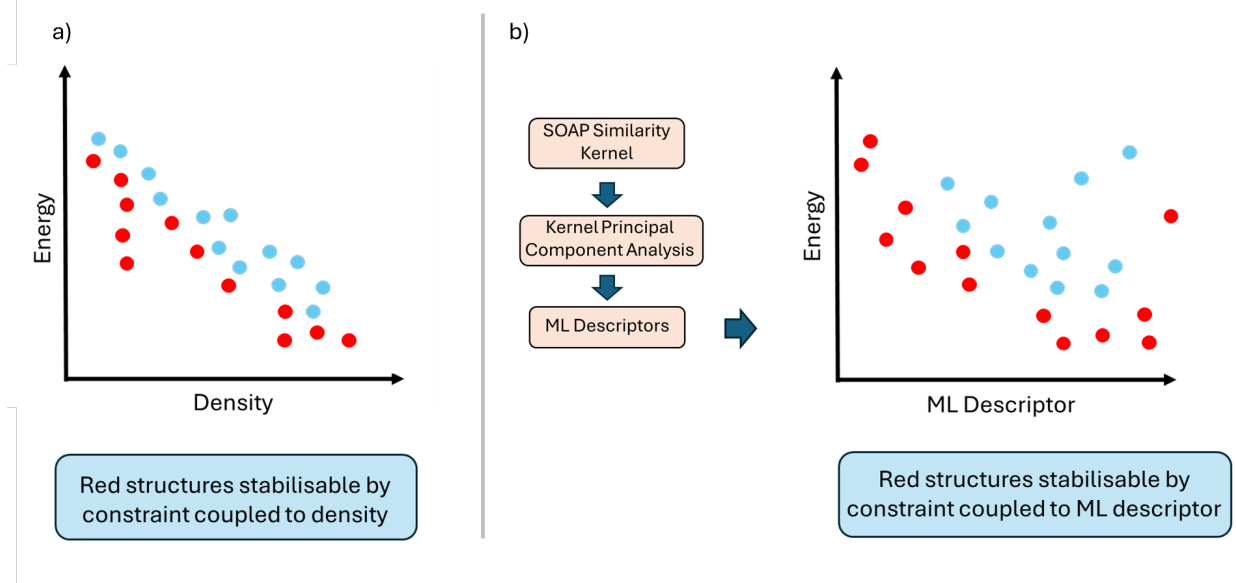 a)
Energy
Density
Red structures stabilisable by
constraint coupled to density
b)
SOAP Similarity
Kernel
Kernel Principal
Component Analysis
ML Descriptors
Energy
ML Descriptor
Red structures stabilisable by
constraint coupled to ML descriptor